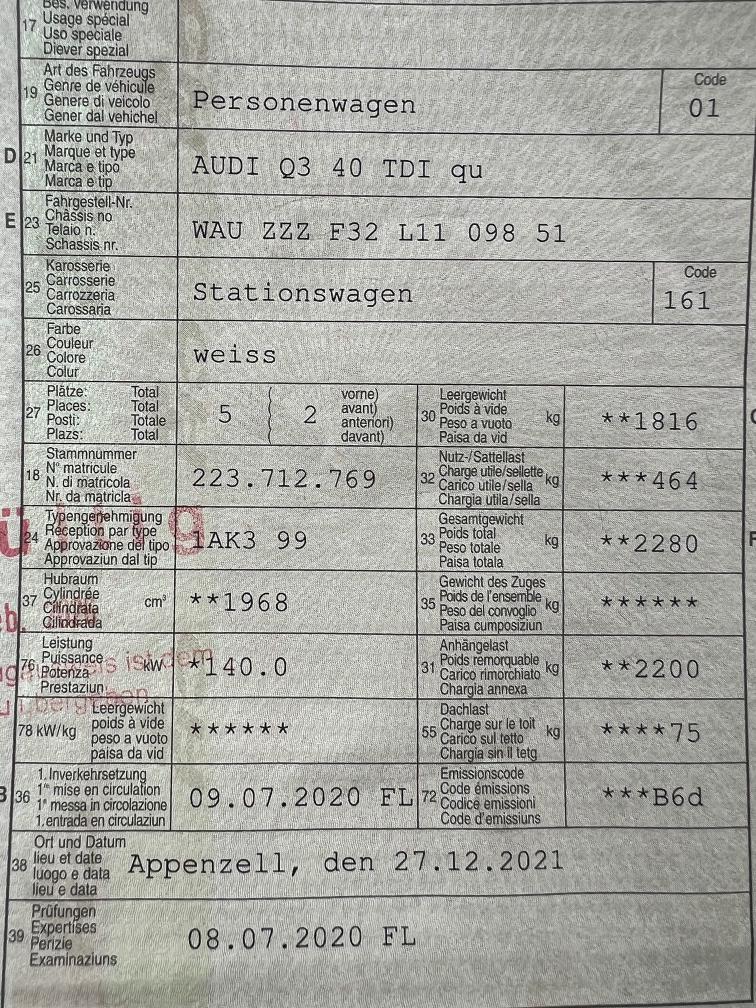 17 Bes. Verwendung
Usage spécial
Uso speciale
Diever spezial
19 Art des Fahrzeugs
Genre de véhicule
Genere di veicolo
Gener dal vehichel
Personenwagen
Code
01
D 21 Marke und Typ
Marque et type
Marca e tipo
Marca e tip
AUDI Q3 40 TDI qu
E 23 Fahrgestell-Nr.
Châssis no
Telaio n.
Schassis nr.
WAU ZZZ F32 L11 098 51
25 Karosserie
Carrosserie
Carrozzeria
Carossaria
Stationswagen
Code
161
26 Farbe
Couleur
Colore
Colur
weiss
27 Plätze: Total
Places: Total
Posti: Totale
Plazs: Total
5 ( 2
vorne)
avant)
anteriori)
davant)
30 Leergewicht
Poids à vide
Peso a vuoto
Paisa da vid
kg **1816
18 Stammnummer
N° matricule
N. di matricola
Nr. da matricla
223.712.769
32 Nutz-/Sattellast
Charge utile/sellette
Carico utile/sella
Chargia utila/sella
kg ***464
24 Typengenehmigung
Réception par type
Approvazione del tipo
Approvaziun dal tip
1AK3 99
33 Gesamtgewicht
Poids total
Peso totale
Paisa totala
kg **2280
37 Hubraum
Cylindrée
Cilindrata
Cilindrada
cm³ **1968
35 Gewicht des Zuges
Poids de l'ensemble
Peso del convoglio
Paisa cumposiziun
kg ******
76 Leistung
Puissance
Potenza
Prestaziun
kW *140.0
31 Anhängelast
Poids remorquable
Carico rimorchiato
Chargia annexa
kg **2200
78 kW/kg Leergewicht
poids à vide
peso a vuoto
paisa da vid
******
55 Dachlast
Charge sur le toit
Carico sul tetto
Chargia sin il tetg
kg ****75
B 36 1. Inverkehrsetzung
1re mise en circulation
1a messa in circolazione
1. entrada en circulaziun
09.07.2020 FL
72 Emissionscode
Code émissions
Codice emissioni
Code d'emissiuns
***B6d
38 Ort und Datum
lieu et date
luogo e data
lieu e data
Appenzell, den 27.12.2021
39 Prüfungen
Expertises
Perizie
Examinaziuns
08.07.2020 FL